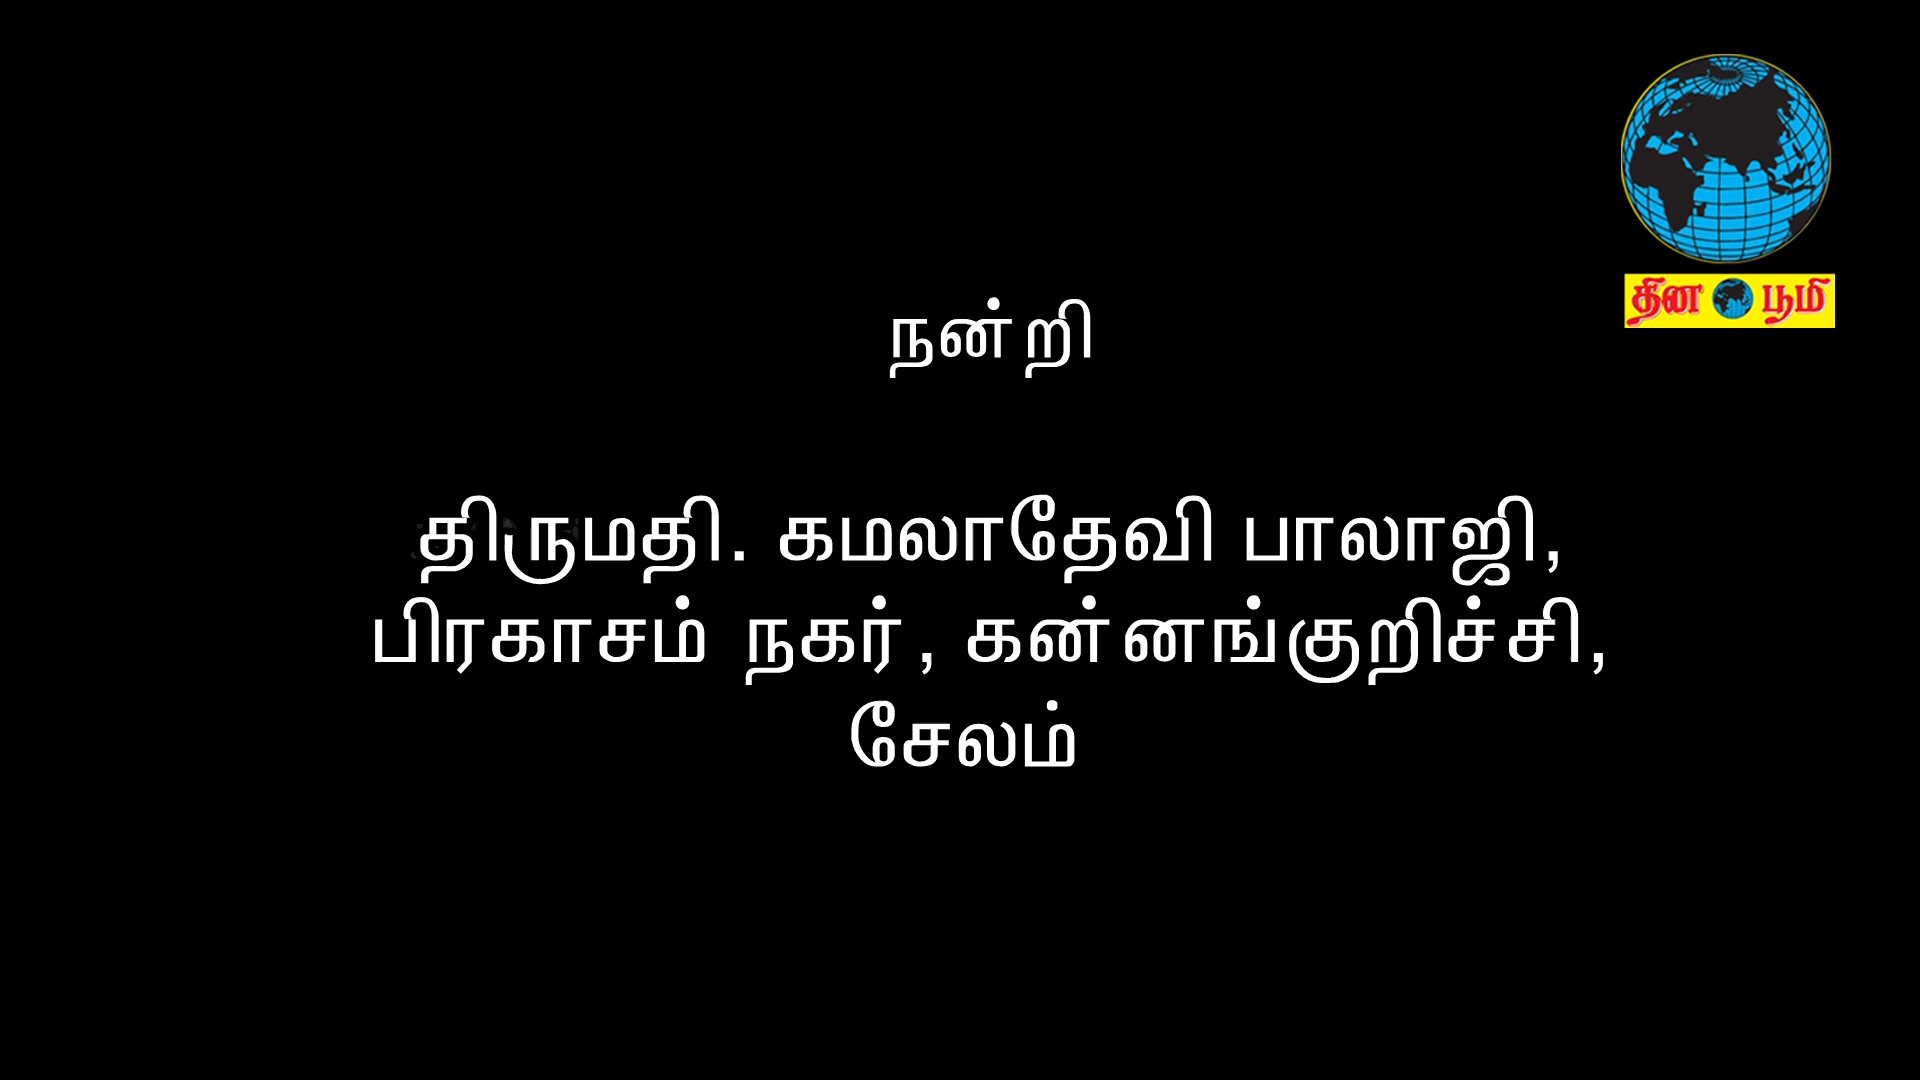 தின பூமி
நன்றி
திருமதி. கமலாதேவி பாலாஜி,
பிரகாசம் நகர், கன்னங்குறிச்சி,
சேலம்